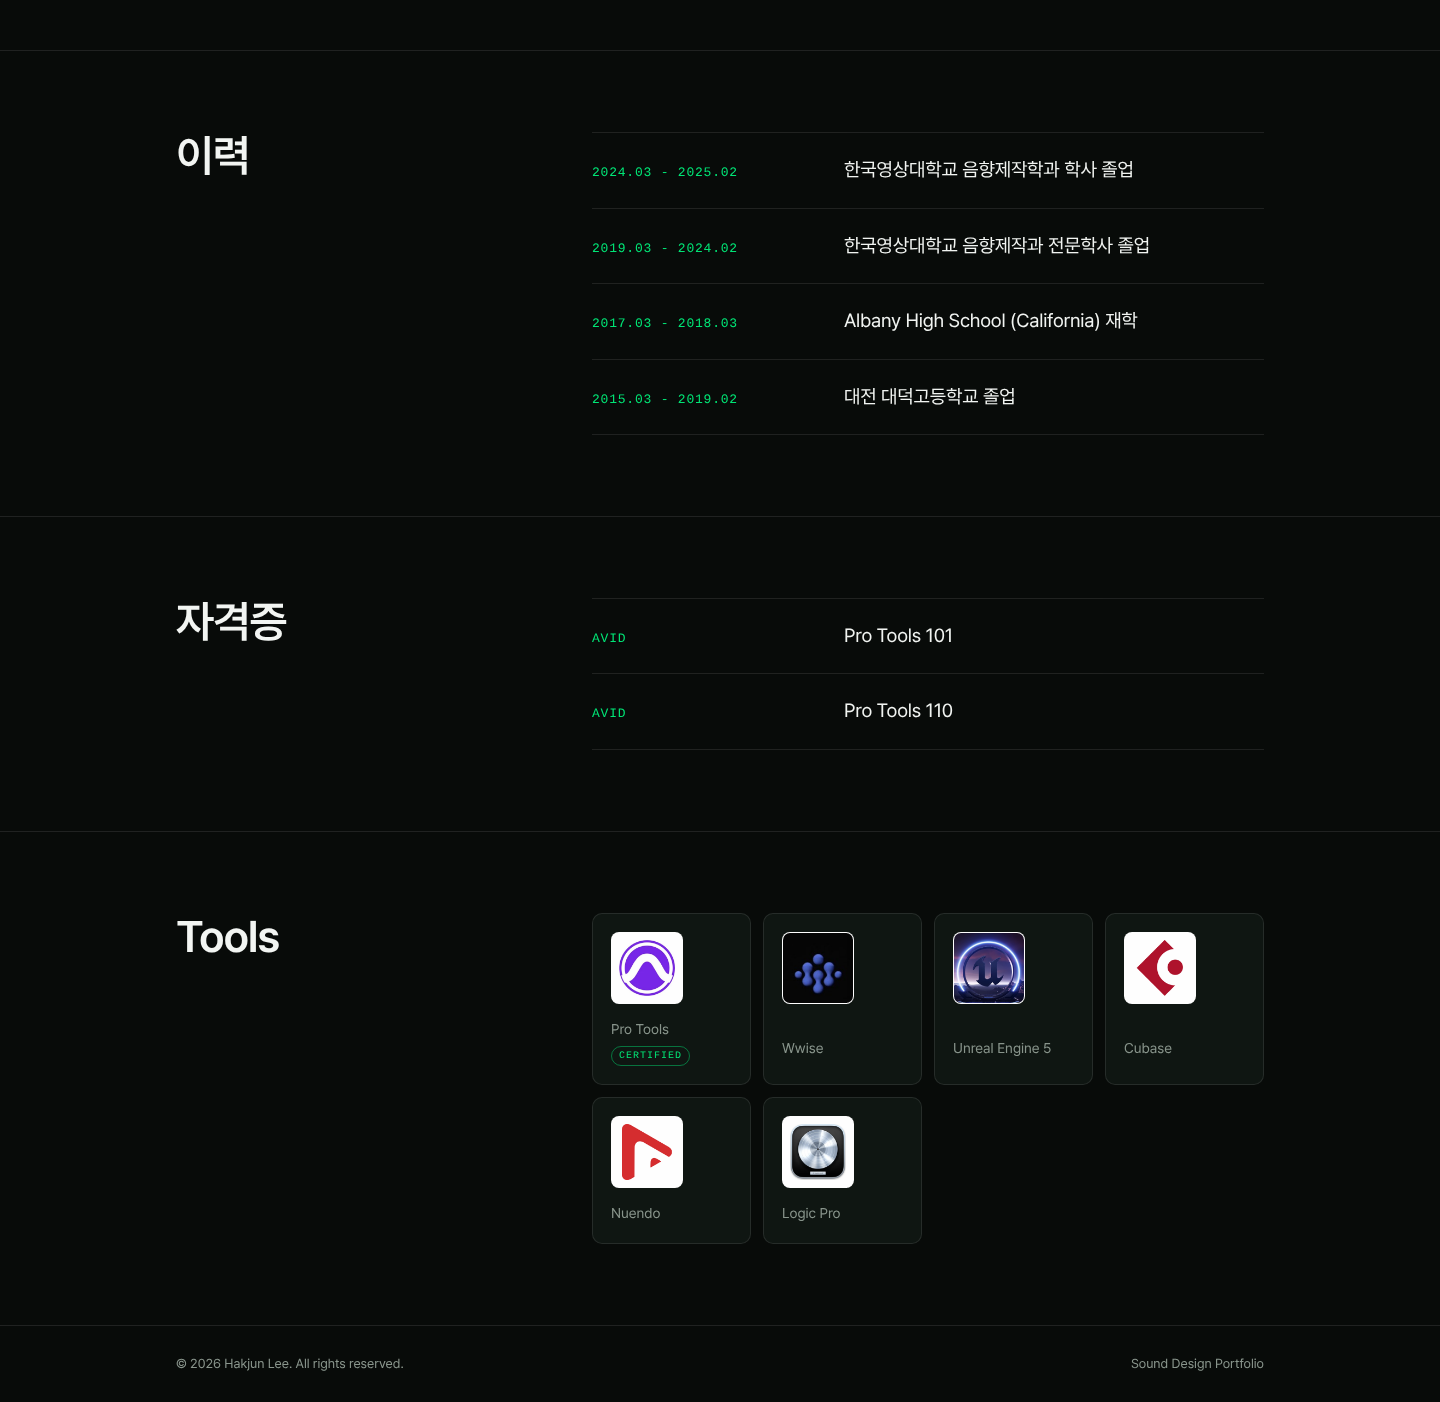 이력
2024.03 - 2025.02 한국영상대학교 음향제작학과 학사 졸업
2019.03 - 2024.02 한국영상대학교 음향제작과 전문학사 졸업
2017.03 - 2018.03 Albany High School (California) 재학
2015.03 - 2019.02 대전 대덕고등학교 졸업
자격증
AVID Pro Tools 101
AVID Pro Tools 110
Tools
Pro Tools
CERTIFIED
Wwise
Unreal Engine 5
Cubase
Nuendo
Logic Pro
© 2026 Hakjun Lee. All rights reserved.
Sound Design Portfolio